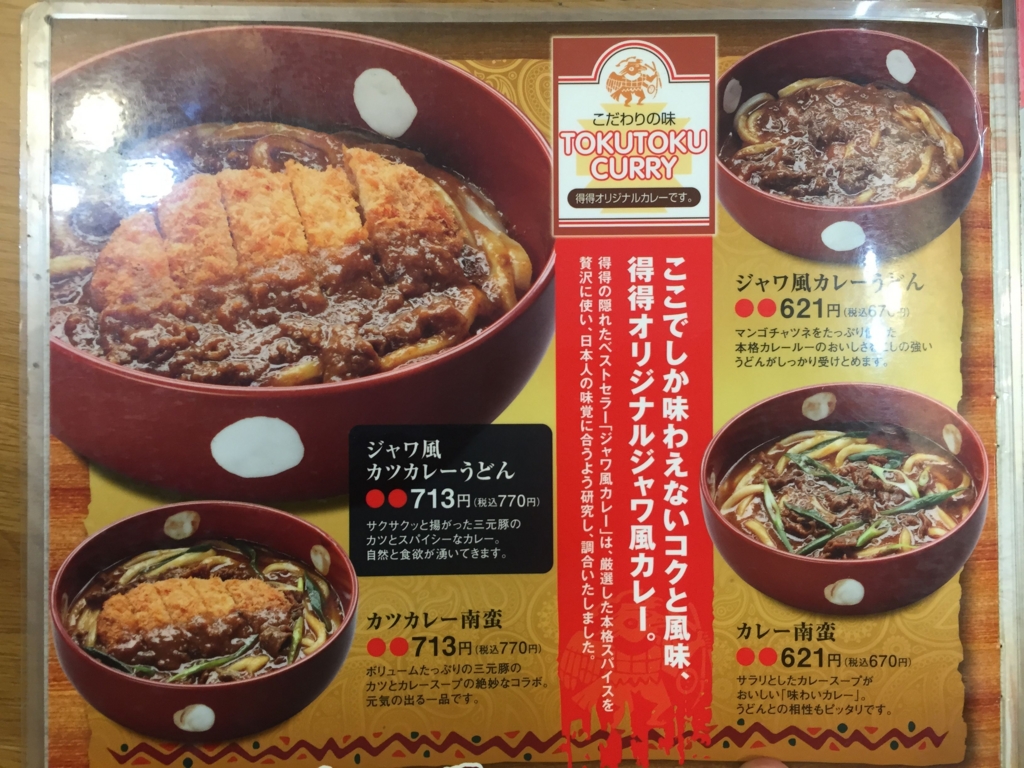 こだわりの味
TOKUTOKU
CURRY
得得オリジナルカレーです。
ここでしか味わえないコクと風味、
得得オリジナルジャワ風カレー。
得得の隠れたベストセラー「ジャワ風カレー」は、厳選した本格スパイスを
贅沢に使い、日本人の味覚に合うよう研究し、調合いたしました。
ジャワ風カレーうどん
●●621円(税込670円)
マンゴチャツネをたっぷり使った
本格カレールーのおいしさをこしの強い
うどんがしっかり受けとめます。
ジャワ風
カツカレーうどん
●●713円(税込770円)
サクサクッと揚がった三元豚の
カツとスパイシーなカレー。
自然と食欲が湧いてきます。
カツカレー南蛮
●●713円(税込770円)
ボリュームたっぷりの三元豚の
カツとカレースープの絶妙なコラボ。
元気の出る一品です。
カレー南蛮
●●621円(税込670円)
サラリとしたカレースープが
おいしい「味わいカレー」。
うどんとの相性もピッタリです。